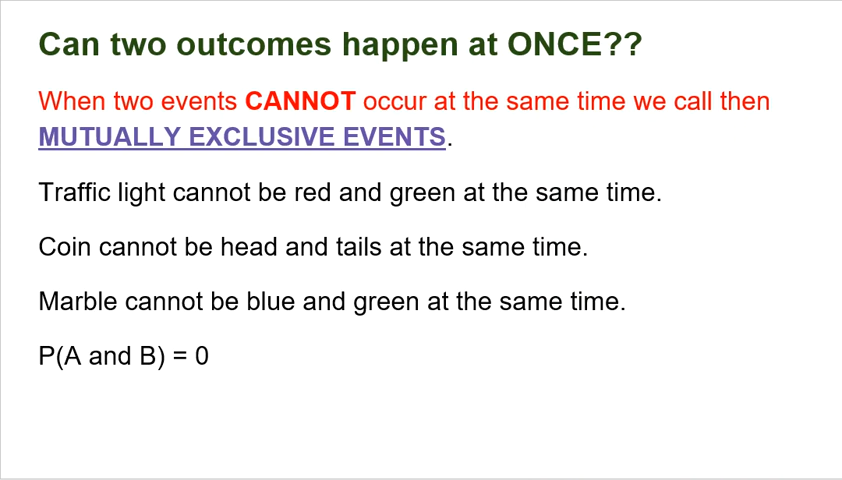 Can two outcomes happen at ONCE??
When two events CANNOT occur at the same time we call then
MUTUALLY EXCLUSIVE EVENTS.
Traffic light cannot be red and green at the same time.
Coin cannot be head and tails at the same time.
Marble cannot be blue and green at the same time.
P(A and B) = 0